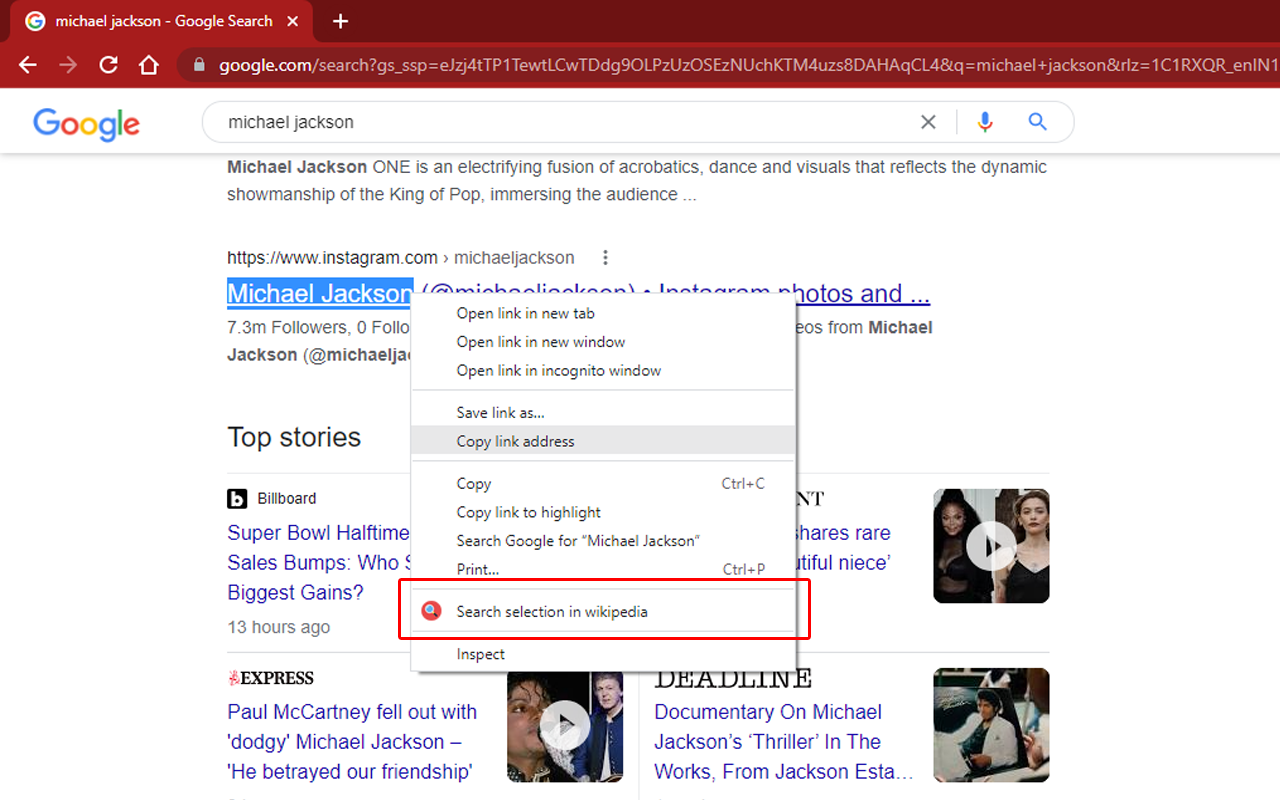 michael jackson - Google Search
google.com/search?gs_ssp=eJzj4tTP1TewtLCwTDdg9OLPzUzOSEzNUchKTM4uzs8DAHAqCL4&q=michael+jackson&rlz=1C1RXQR_enIN1
Google
michael jackson
Michael Jackson ONE is an electrifying fusion of acrobatics, dance and visuals that reflects the dynamic
showmanship of the King of Pop, immersing the audience ...
https://www.instagram.com › michaeljackson
Michael Jackson (@michaeljackson) • Instagram photos and ...
7.3m Followers, 0 Follo
eos from Michael
Jackson (@michaelja
Open link in new tab
Open link in new window
Open link in incognito window
Save link as...
Copy link address
Copy Ctrl+C
Copy link to highlight
Search Google for “Michael Jackson”
Print... Ctrl+P
Search selection in wikipedia
Inspect
Top stories
Billboard
Super Bowl Halftime
Sales Bumps: Who
Biggest Gains?
13 hours ago
NT
shares rare
utiful niece’
EXPRESS
Paul McCartney fell out with
'dodgy' Michael Jackson –
'He betrayed our friendship'
DEADLINE
Documentary On Michael
Jackson’s ‘Thriller’ In The
Works, From Jackson Esta...